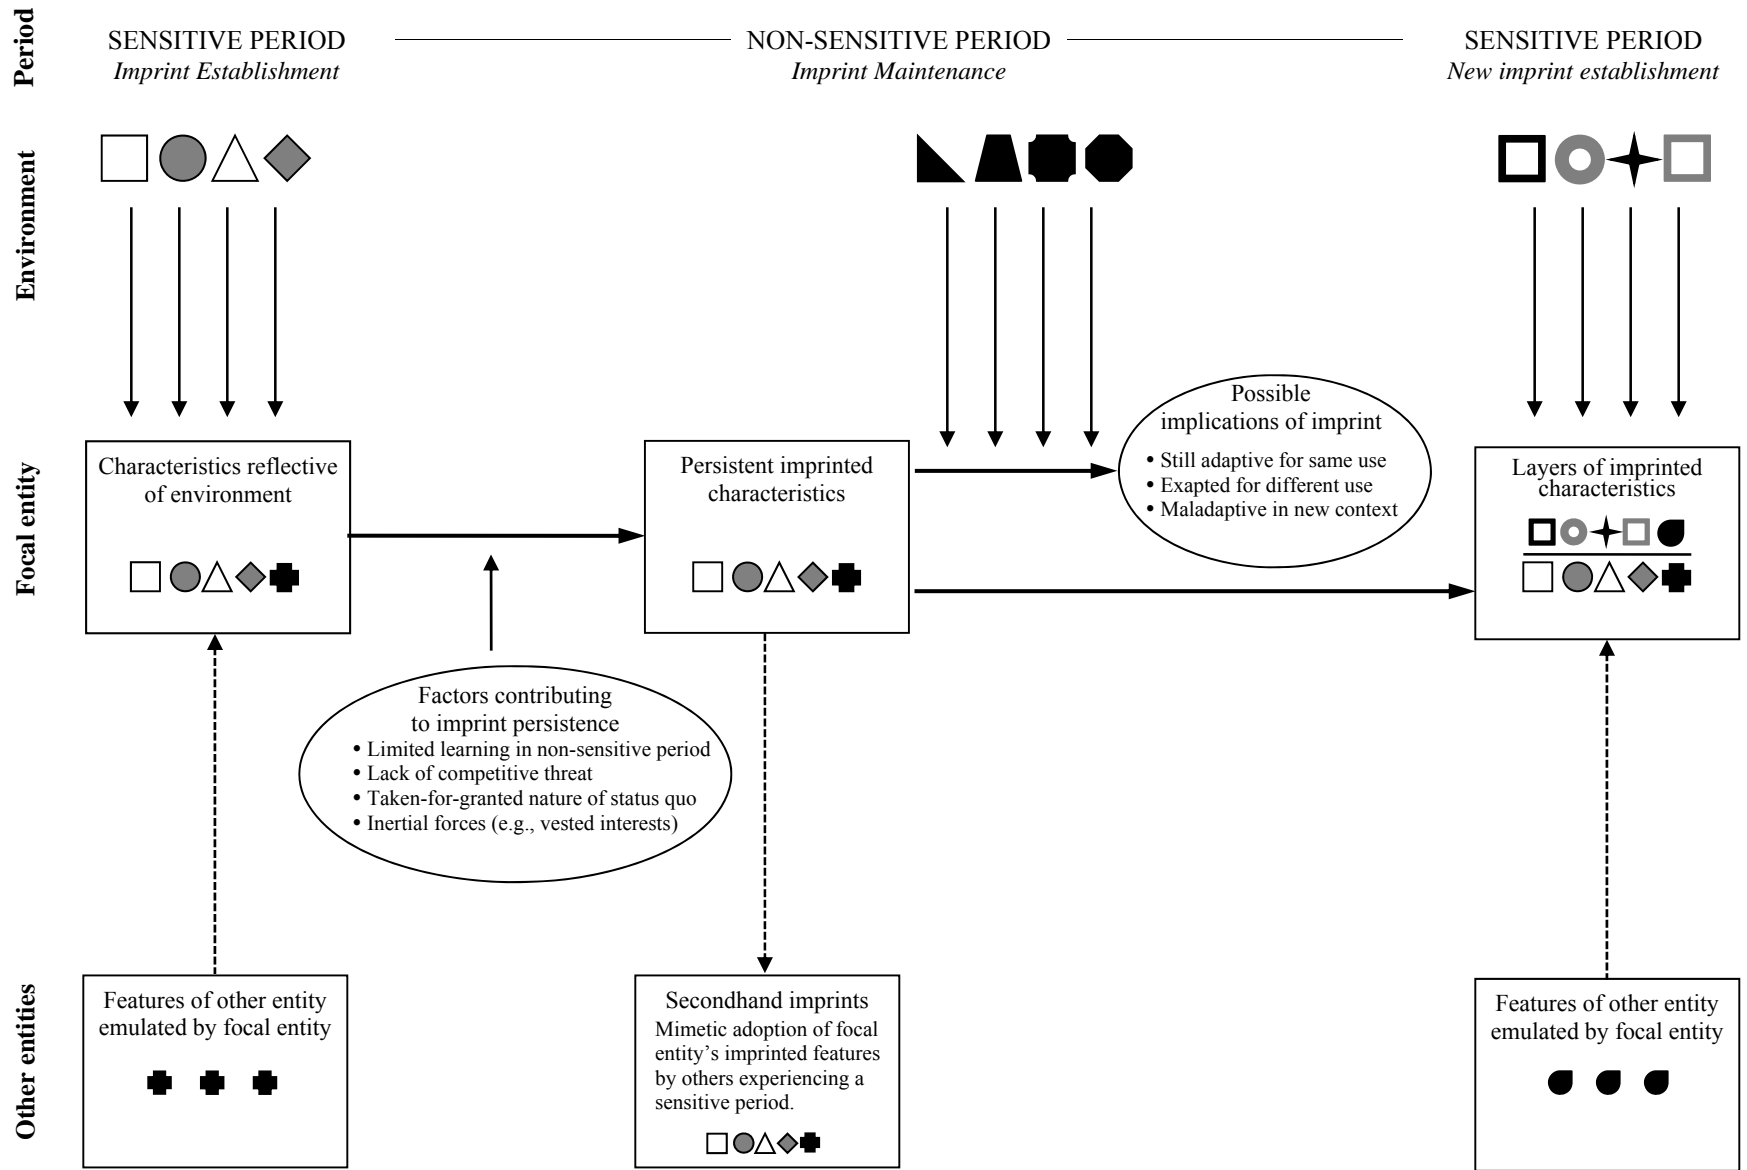 Period
SENSITIVE PERIOD
Imprint Establishment
NON-SENSITIVE PERIOD
Imprint Maintenance
SENSITIVE PERIOD
New imprint establishment
Environment
Focal entity
Characteristics reflective
of environment
Persistent imprinted
characteristics
Possible
implications of imprint
• Still adaptive for same use
• Exapted for different use
• Maladaptive in new context
Layers of imprinted
characteristics
Factors contributing
to imprint persistence
• Limited learning in non-sensitive period
• Lack of competitive threat
• Taken-for-granted nature of status quo
• Inertial forces (e.g., vested interests)
Other entities
Features of other entity
emulated by focal entity
Secondhand imprints
Mimetic adoption of focal
entity’s imprinted features
by others experiencing a
sensitive period.
Features of other entity
emulated by focal entity